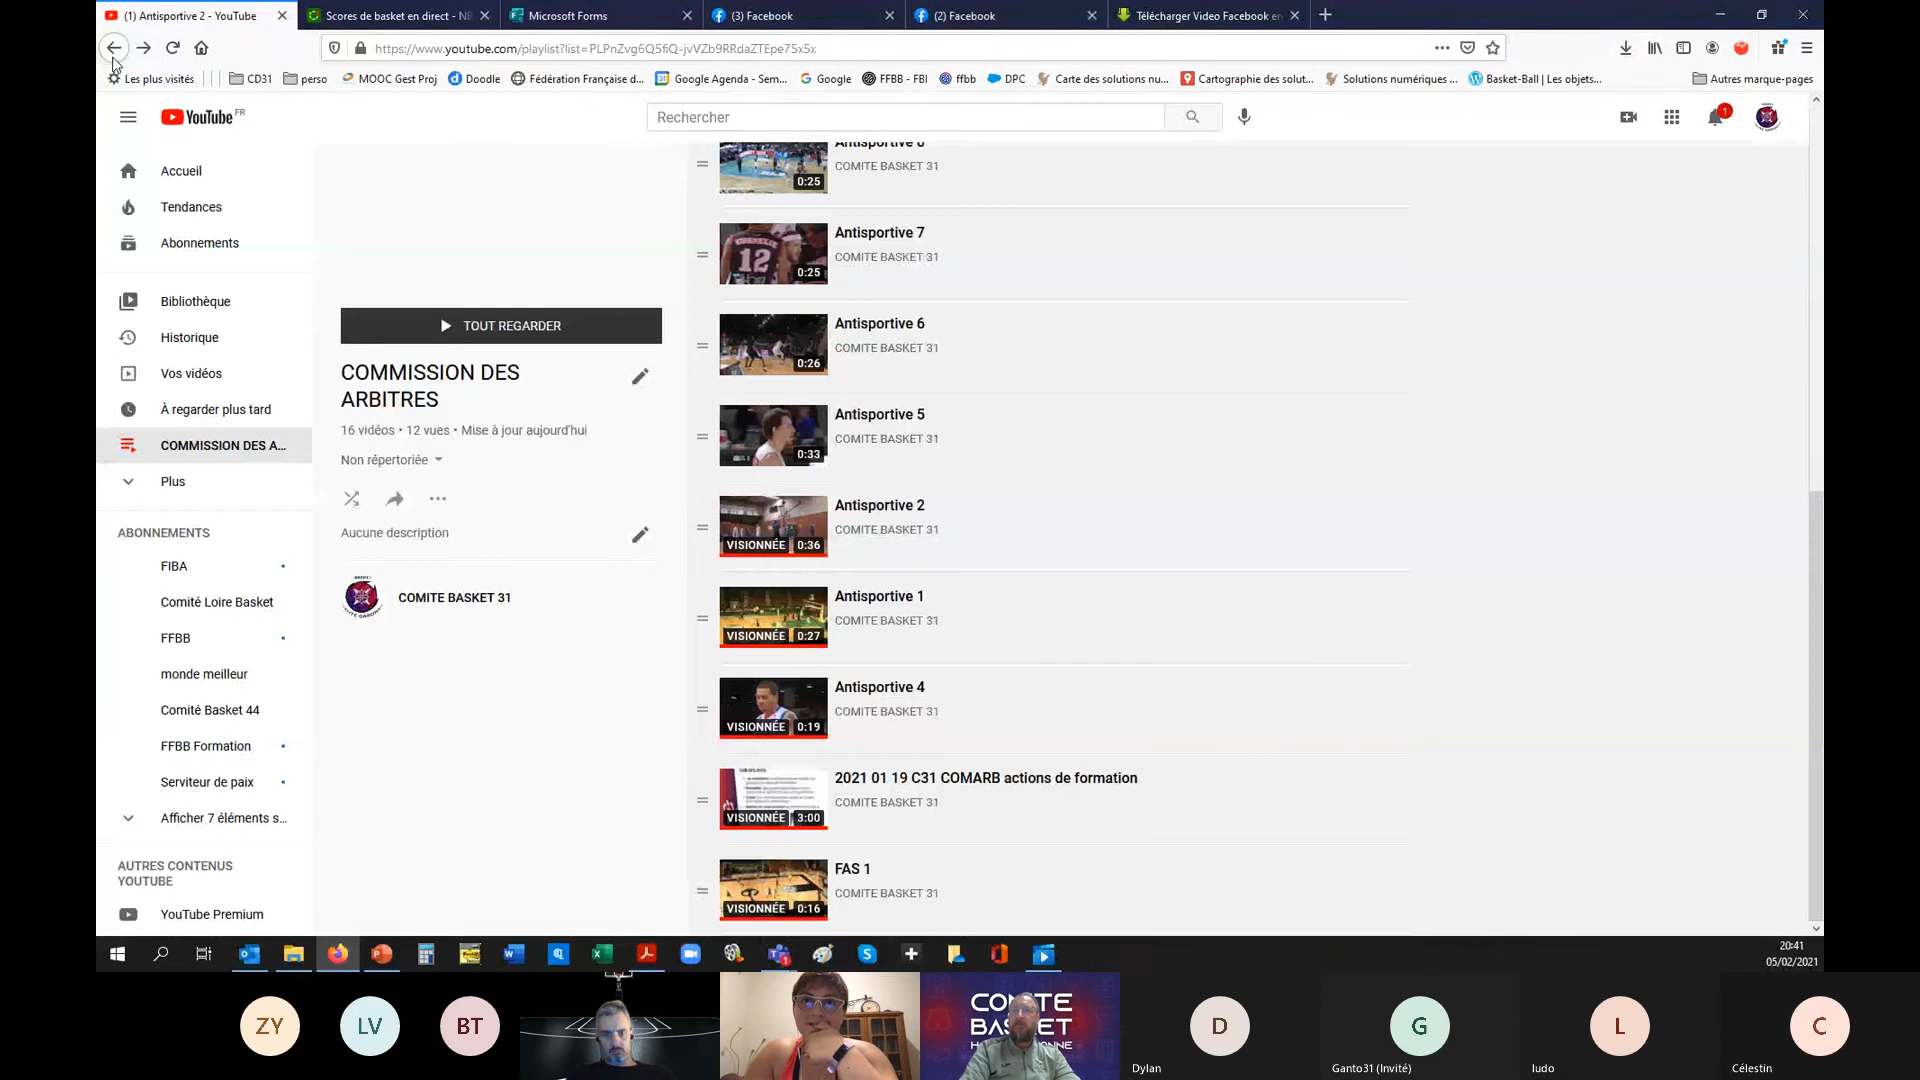 (1) Antisportive 2 - YouTube
Scores de basket en direct - NB
Microsoft Forms
(3) Facebook
(2) Facebook
Télécharger Video Facebook en
https://www.youtube.com/playlist?list=PLPnZvg6Q5fiQ-jvVZb9RRdaZTEpe75x5x
Les plus visités
CD31
perso
MOOC Gest Proj
Doodle
Fédération Française d...
Google Agenda - Sem...
Google
FFBB - FBI
ffbb
DPC
Carte des solutions nu...
Cartographie des solut...
Solutions numériques ...
Basket-Ball | Les objets...
Autres marque-pages
YouTube FR
Rechercher
1
Accueil
Tendances
Abonnements
Bibliothèque
Historique
Vos vidéos
À regarder plus tard
COMMISSION DES A...
Plus
ABONNEMENTS
FIBA
Comité Loire Basket
FFBB
monde meilleur
Comité Basket 44
FFBB Formation
Serviteur de paix
Afficher 7 éléments s...
AUTRES CONTENUS
YOUTUBE
YouTube Premium
TOUT REGARDER
COMMISSION DES
ARBITRES
16 vidéos • 12 vues • Mise à jour aujourd'hui
Non répertoriée
Aucune description
COMITE BASKET 31
Antisportive 8
COMITE BASKET 31
0:25
Antisportive 7
COMITE BASKET 31
12
0:25
Antisportive 6
COMITE BASKET 31
0:26
Antisportive 5
COMITE BASKET 31
0:33
Antisportive 2
COMITE BASKET 31
VISIONNÉE 0:36
Antisportive 1
COMITE BASKET 31
VISIONNÉE 0:27
Antisportive 4
COMITE BASKET 31
VISIONNÉE 0:19
2021 01 19 C31 COMARB actions de formation
COMITE BASKET 31
VISIONNÉE 3:00
FAS 1
COMITE BASKET 31
VISIONNÉE 0:16
20:41
05/02/2021
ZY
LV
BT
D
Dylan
G
Ganto31 (Invité)
L
ludo
C
Célestin